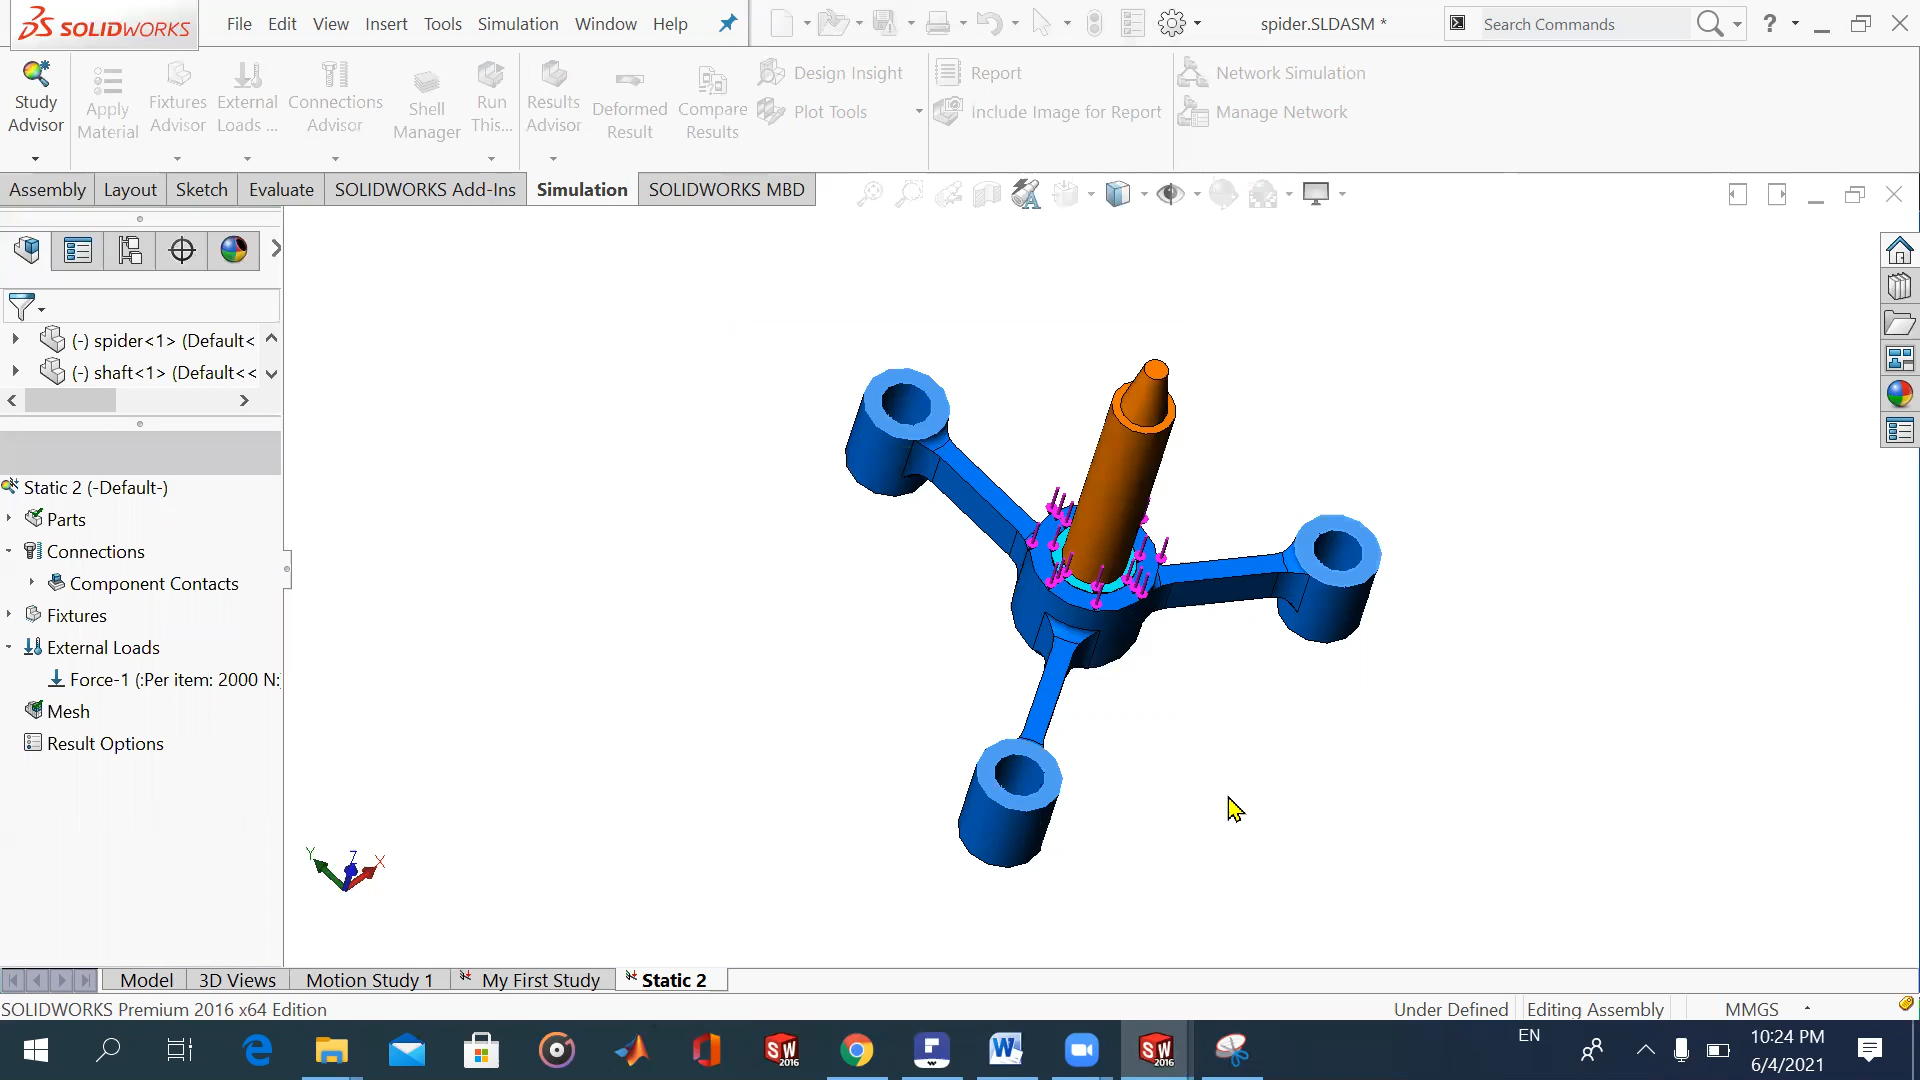 SOLIDWORKS
File Edit View Insert Tools Simulation Window Help
spider.SLDASM *
Search Commands
?
Study Advisor
Apply Material
Fixtures Advisor
External Loads ...
Connections Advisor
Shell Manager
Run This...
Results Advisor
Deformed Result
Compare Results
Design Insight
Plot Tools
Report
Include Image for Report
Network Simulation
Manage Network
Assembly Layout Sketch Evaluate SOLIDWORKS Add-Ins Simulation SOLIDWORKS MBD
(-) spider<1> (Default<
(-) shaft<1> (Default<<
Static 2 (-Default-)
Parts
Connections
Component Contacts
Fixtures
External Loads
Force-1 (:Per item: 2000 N:
Mesh
Result Options
Y Z X
Model 3D Views Motion Study 1 My First Study Static 2
SOLIDWORKS Premium 2016 x64 Edition
Under Defined Editing Assembly MMGS
SW 2016
W
SW 2016
EN
10:24 PM
6/4/2021